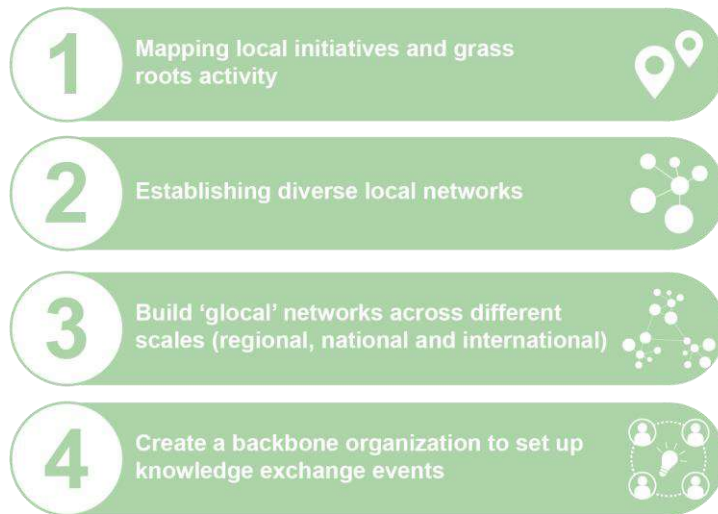 1
Mapping local initiatives and grass
roots activity
2
Establishing diverse local networks
3
Build ‘glocal’ networks across different
scales (regional, national and international)
4
Create a backbone organization to set up
knowledge exchange events